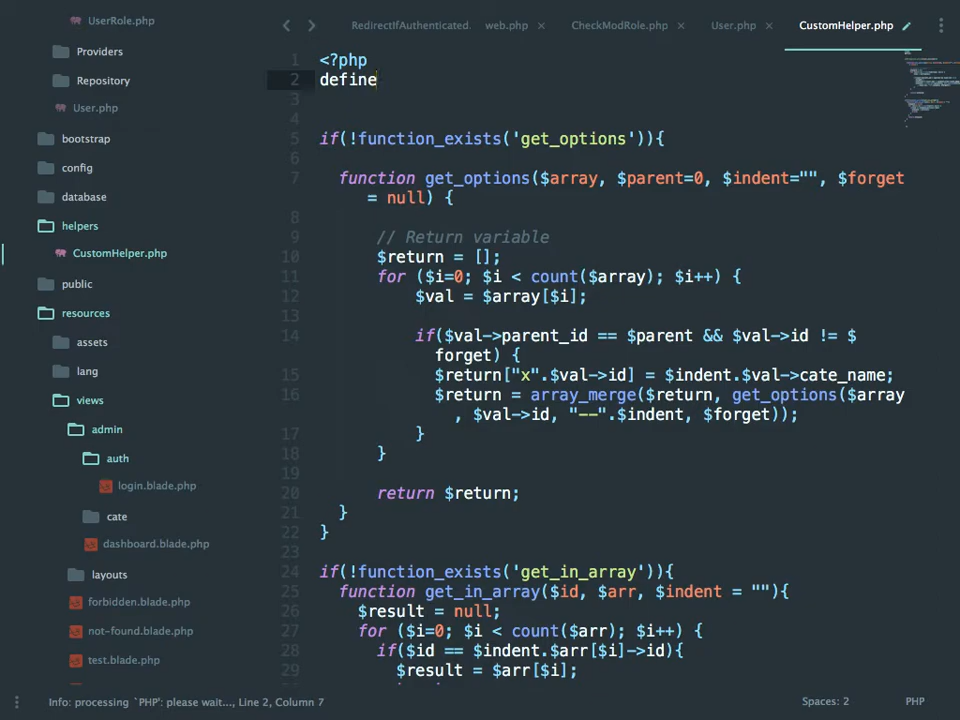 UserRole.php
Providers
Repository
User.php
bootstrap
config
database
helpers
CustomHelper.php
public
resources
assets
lang
views
admin
auth
login.blade.php
cate
dashboard.blade.php
layouts
forbidden.blade.php
not-found.blade.php
test.blade.php
RedirectIfAuthenticated. web.php × CheckModRole.php × User.php × CustomHelper.php
1 <?php
2 define
3
4
5 if(!function_exists('get_options')){
6
7 function get_options($array, $parent=0, $indent="", $forget
= null) {
8
9 // Return variable
10 $return = [];
11 for ($i=0; $i < count($array); $i++) {
12 $val = $array[$i];
13
14 if($val->parent_id == $parent && $val->id != $
forget) {
15 $return["x".$val->id] = $indent.$val->cate_name;
16 $return = array_merge($return, get_options($array
, $val->id, "--".$indent, $forget));
17 }
18 }
19
20 return $return;
21 }
22 }
23
24 if(!function_exists('get_in_array')){
25 function get_in_array($id, $arr, $indent = ""){
26 $result = null;
27 for ($i=0; $i < count($arr); $i++) {
28 if($id == $indent.$arr[$i]->id){
29 $result = $arr[$i];
Info: processing `PHP': please wait..., Line 2, Column 7 Spaces: 2 PHP